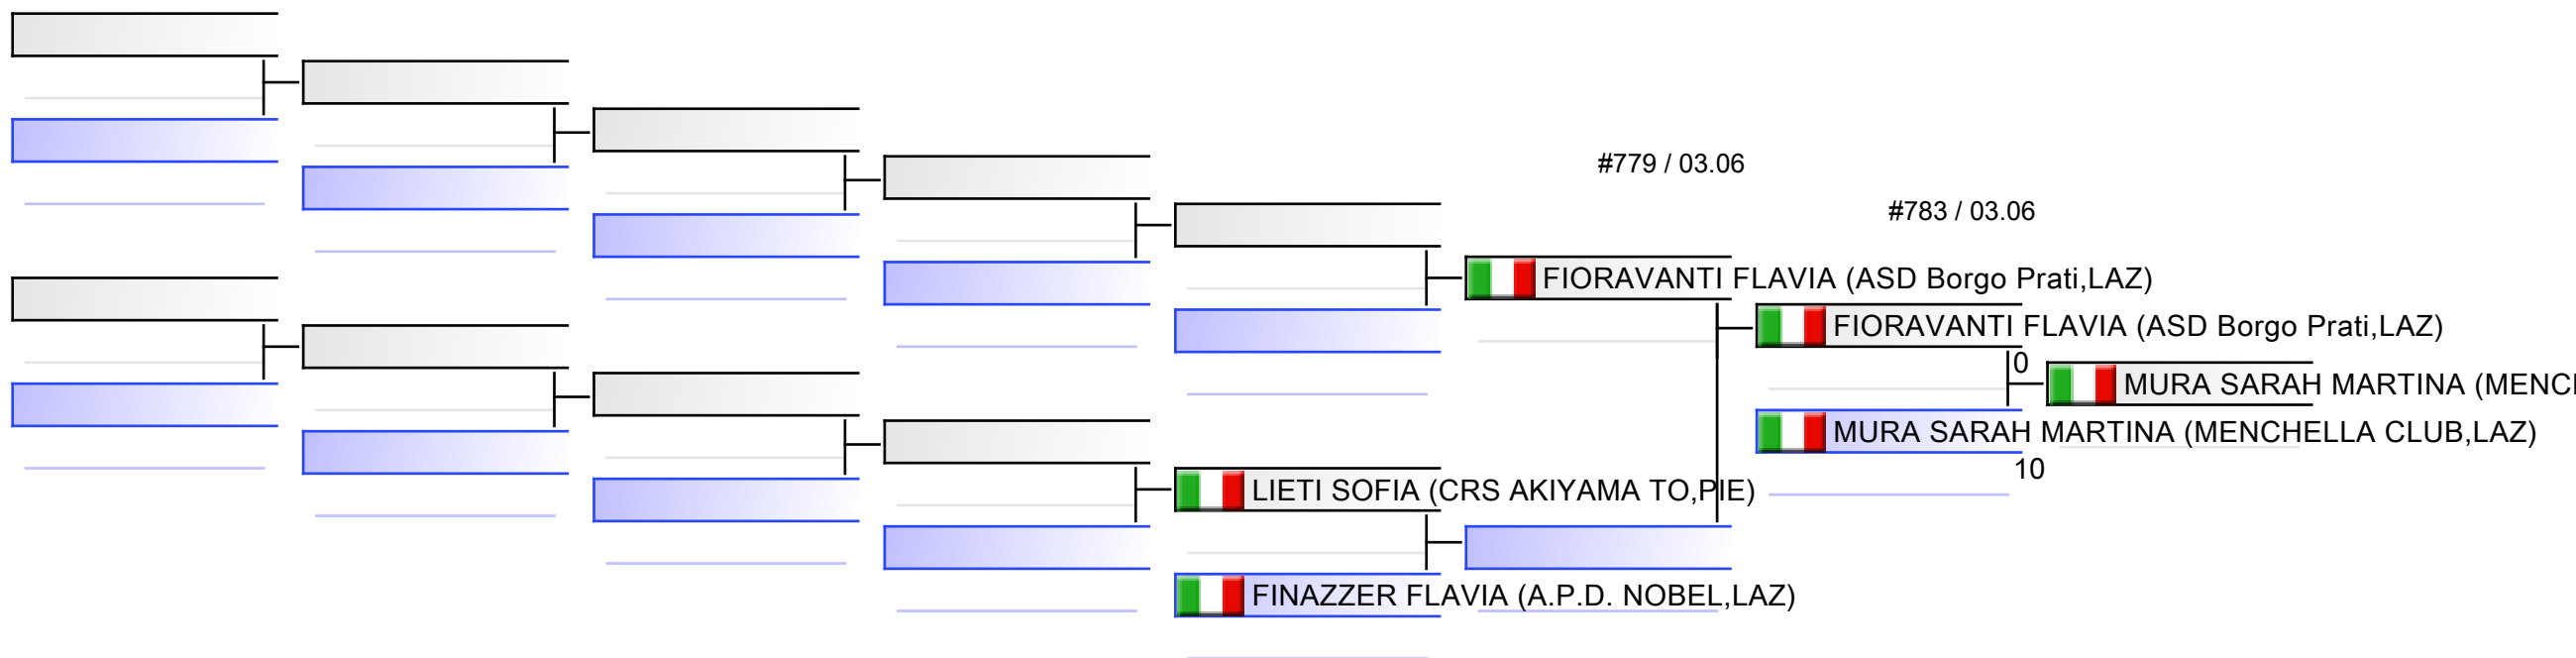 #779 / 03.06
#783 / 03.06
FIORAVANTI FLAVIA (ASD Borgo Prati,LAZ)
FIORAVANTI FLAVIA (ASD Borgo Prati,LAZ)
0
MURA SARAH MARTINA (MENC
MURA SARAH MARTINA (MENCHELLA CLUB,LAZ)
10
LIETI SOFIA (CRS AKIYAMA TO,PIE)
FINAZZER FLAVIA (A.P.D. NOBEL,LAZ)